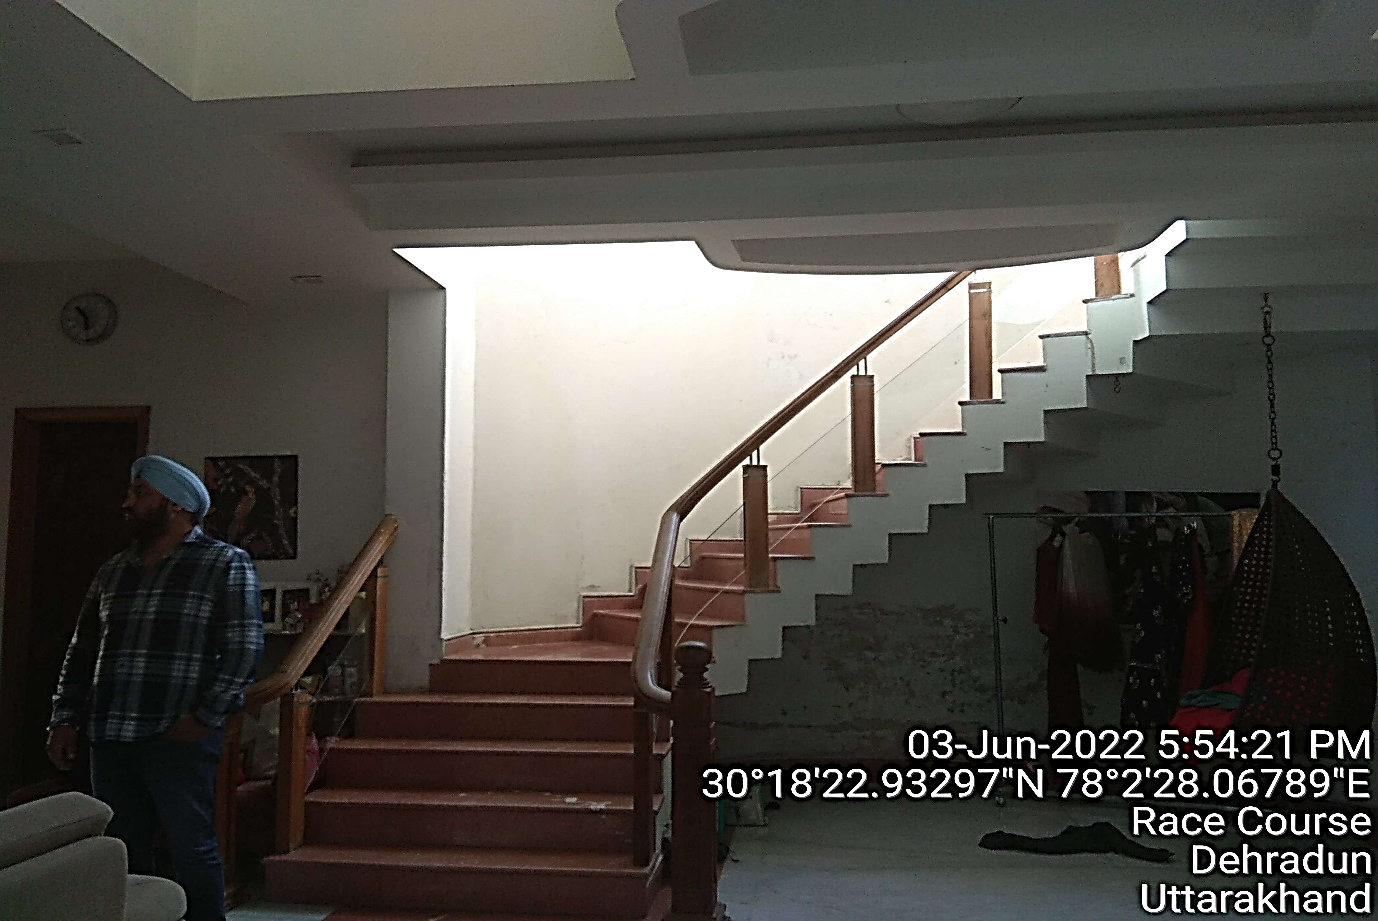 03-Jun-2022 5:54:21 PM
30°18'22.93297"N 78°2'28.06789"E
Race Course
Dehradun
Uttarakhand